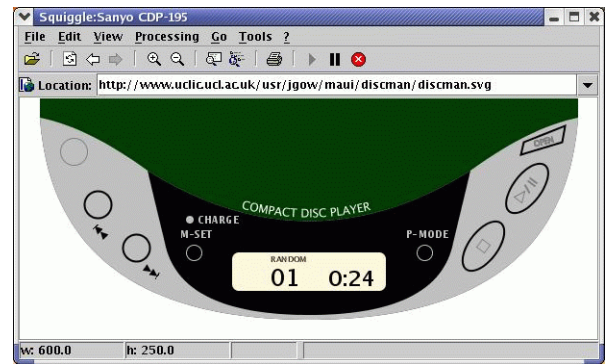 Squiggle:Sanyo CDP-195
File Edit View Processing Go Tools ?
Location: http://www.uclic.ucl.ac.uk/usr/jgow/maui/discman/discman.svg
OPEN
COMPACT DISC PLAYER
CHARGE
M-SET
P-MODE
RANDOM
01 0:24
w: 600.0 h: 250.0